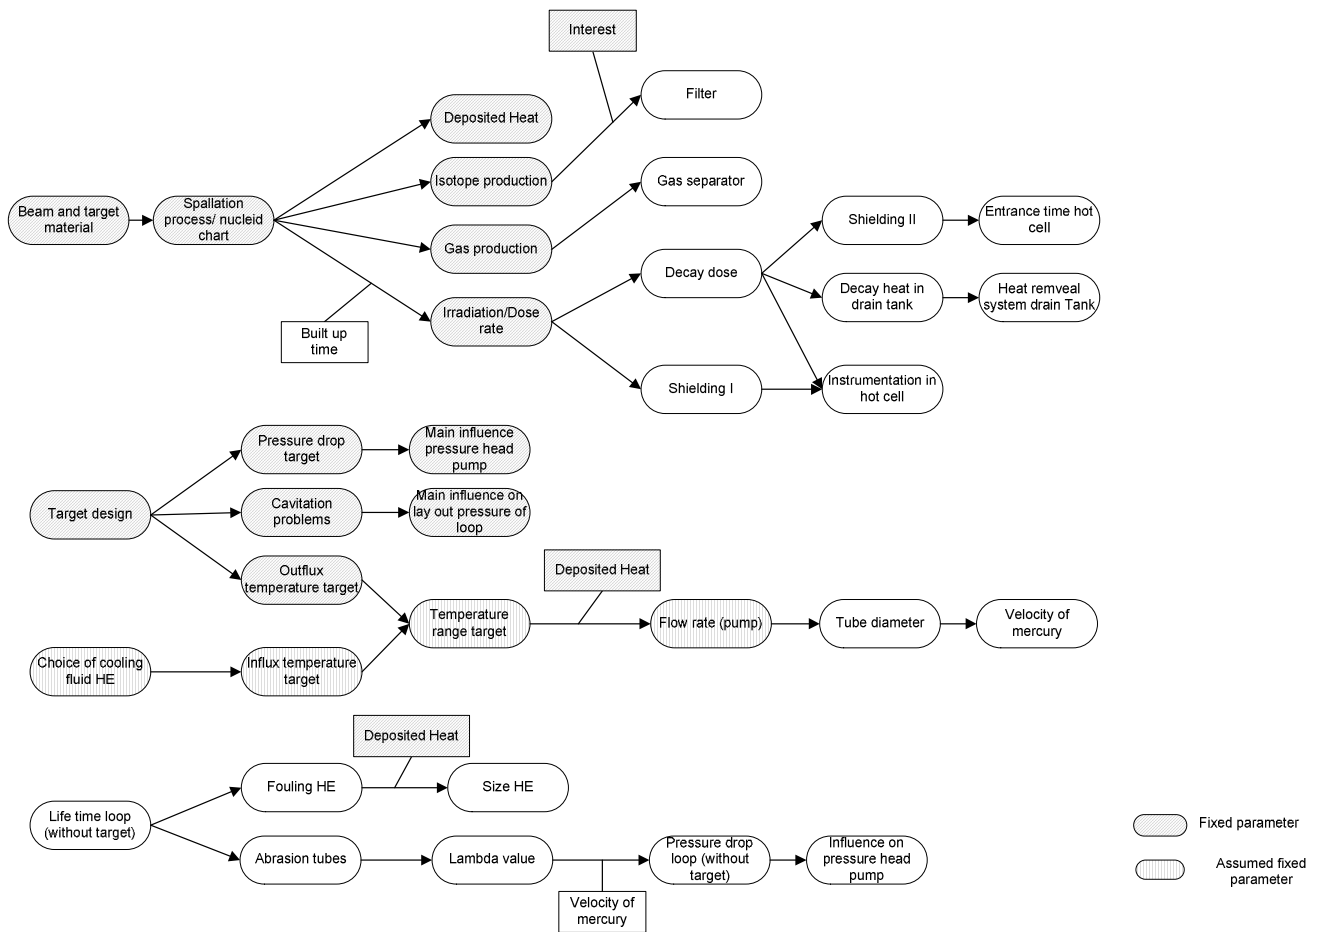 Interest
Filter
Deposited Heat
Isotope production
Gas separator
Beam and target
material
Spallation
process/ nucleid
chart
Gas production
Shielding II
Entrance time hot
cell
Decay dose
Decay heat in
drain tank
Heat remveal
system drain Tank
Irradiation/Dose
rate
Built up
time
Shielding I
Instrumentation in
hot cell
Pressure drop
target
Main influence
pressure head
pump
Target design
Cavitation
problems
Main influence on
lay out pressure of
loop
Outflux
temperature target
Deposited Heat
Temperature
range target
Flow rate (pump)
Tube diameter
Velocity of
mercury
Choice of cooling
fluid HE
Influx temperature
target
Deposited Heat
Fouling HE
Size HE
Life time loop
(without target)
Abrasion tubes
Lambda value
Pressure drop
loop (without
target)
Influence on
pressure head
pump
Velocity of
mercury
Fixed parameter
Assumed fixed
parameter